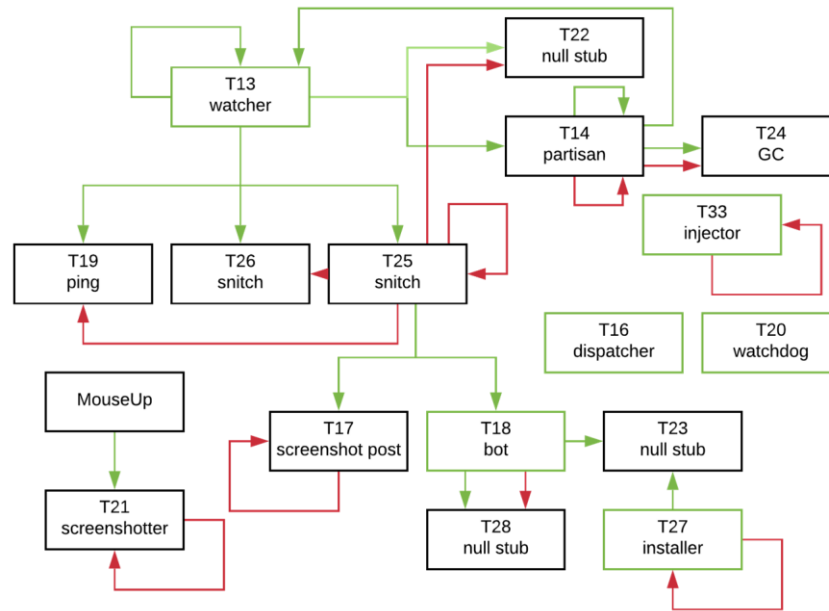 T22
null stub
T13
watcher
T14
partisan
T24
GC
T33
injector
T19
ping
T26
snitch
T25
snitch
T16
dispatcher
T20
watchdog
MouseUp
T17
screenshot post
T18
bot
T23
null stub
T21
screenshotter
T28
null stub
T27
installer